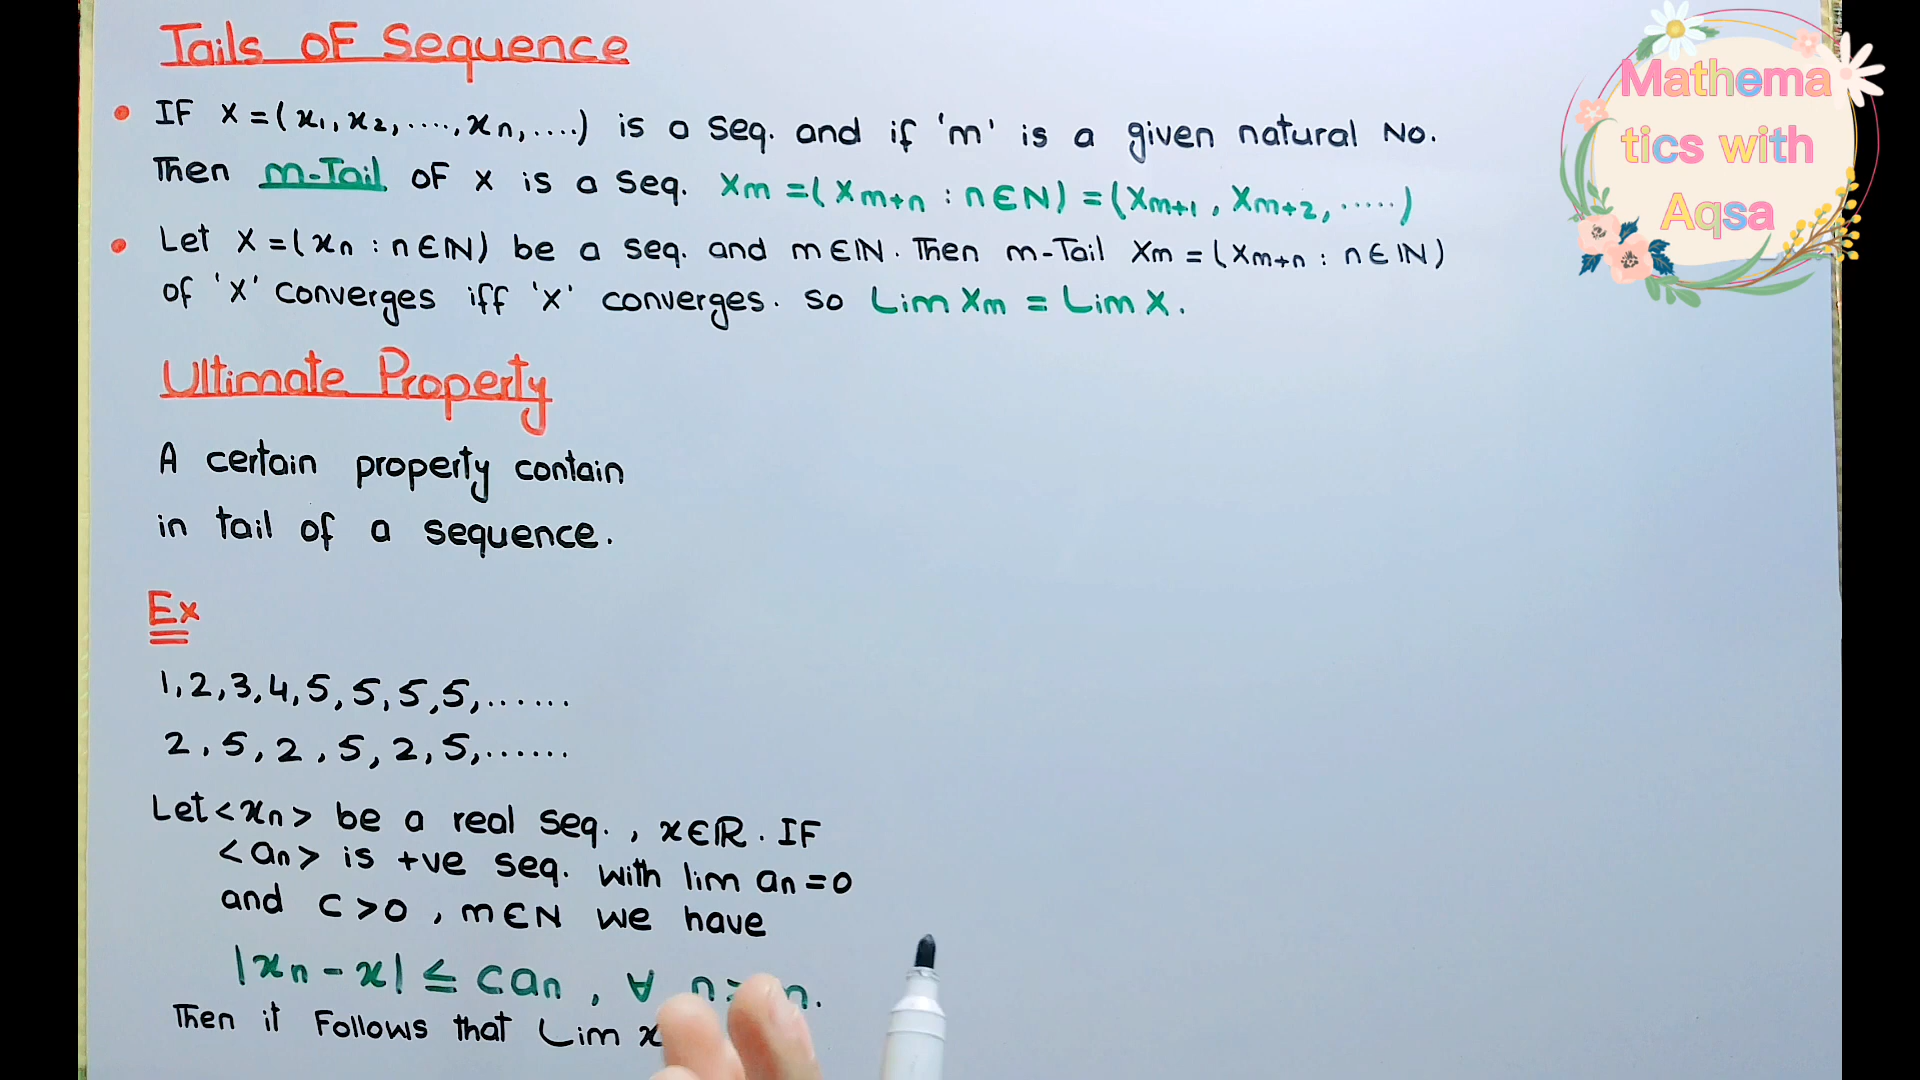 Tails of Sequence
• IF X = (x₁, x₂, ...., xₙ, ....) is a seq. and if 'm' is a given natural No.
Then m-Tail of X is a seq. Xm = (Xm+n : n∈N) = (Xm+1, Xm+2, .....)
• Let X = (xn : n∈N) be a seq. and m∈N. Then m-Tail Xm = (Xm+n : n∈N)
of 'X' converges iff 'X' converges. So Lim Xm = Lim X.
Ultimate Property
A certain property contain
in tail of a sequence.
Ex
1,2,3,4,5,5,5,5,......
2,5,2,5,2,5,......
Let <xn> be a real seq., x∈R. IF
<an> is +ve seq. with lim an = 0
and c>0, m∈N we have
|xn - x| ≤ can, ∀ n
Then it Follows that Lim x
Mathema
tics with
Aqsa